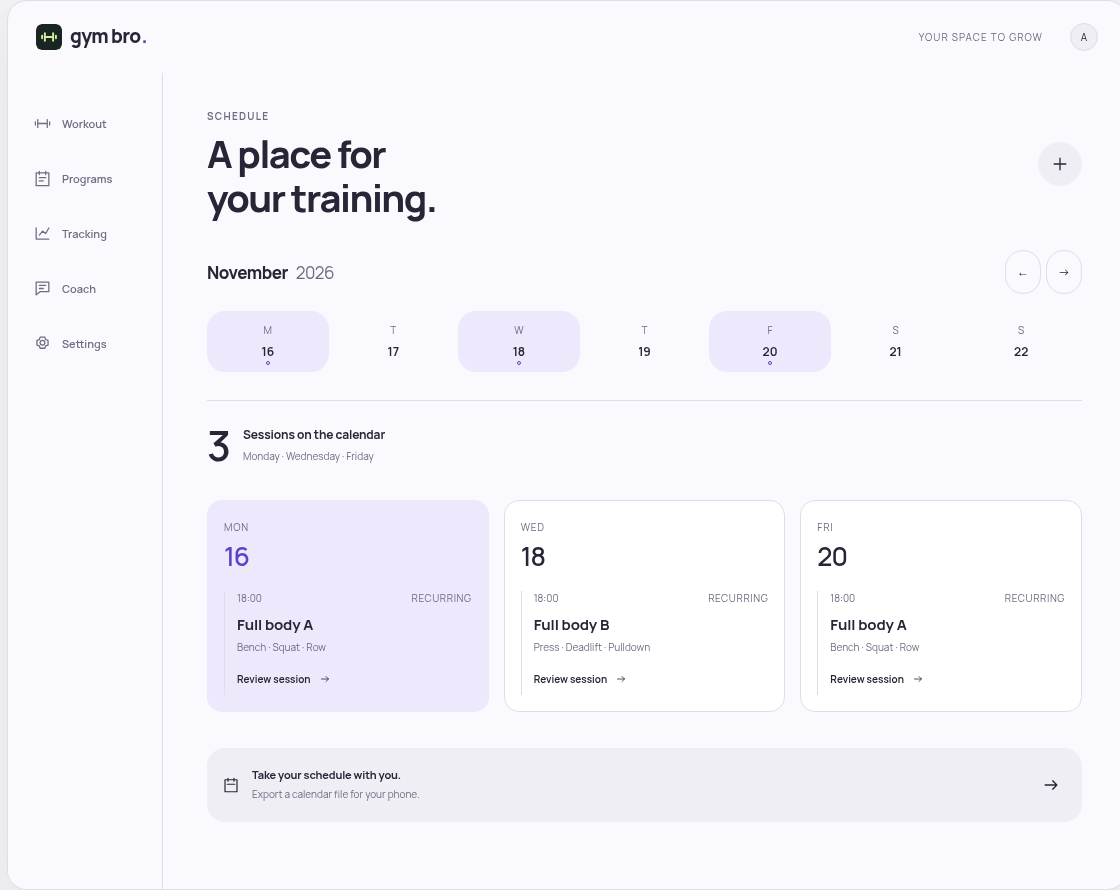 gym bro.
YOUR SPACE TO GROW
A
Workout
Programs
Tracking
Coach
Settings
SCHEDULE
A place for
your training.
November 2026
← →
M T W T F S S
16 17 18 19 20 21 22
3
Sessions on the calendar
Monday · Wednesday · Friday
MON
16
18:00 RECURRING
Full body A
Bench · Squat · Row
Review session →
WED
18
18:00 RECURRING
Full body B
Press · Deadlift · Pulldown
Review session →
FRI
20
18:00 RECURRING
Full body A
Bench · Squat · Row
Review session →
Take your schedule with you.
Export a calendar file for your phone.